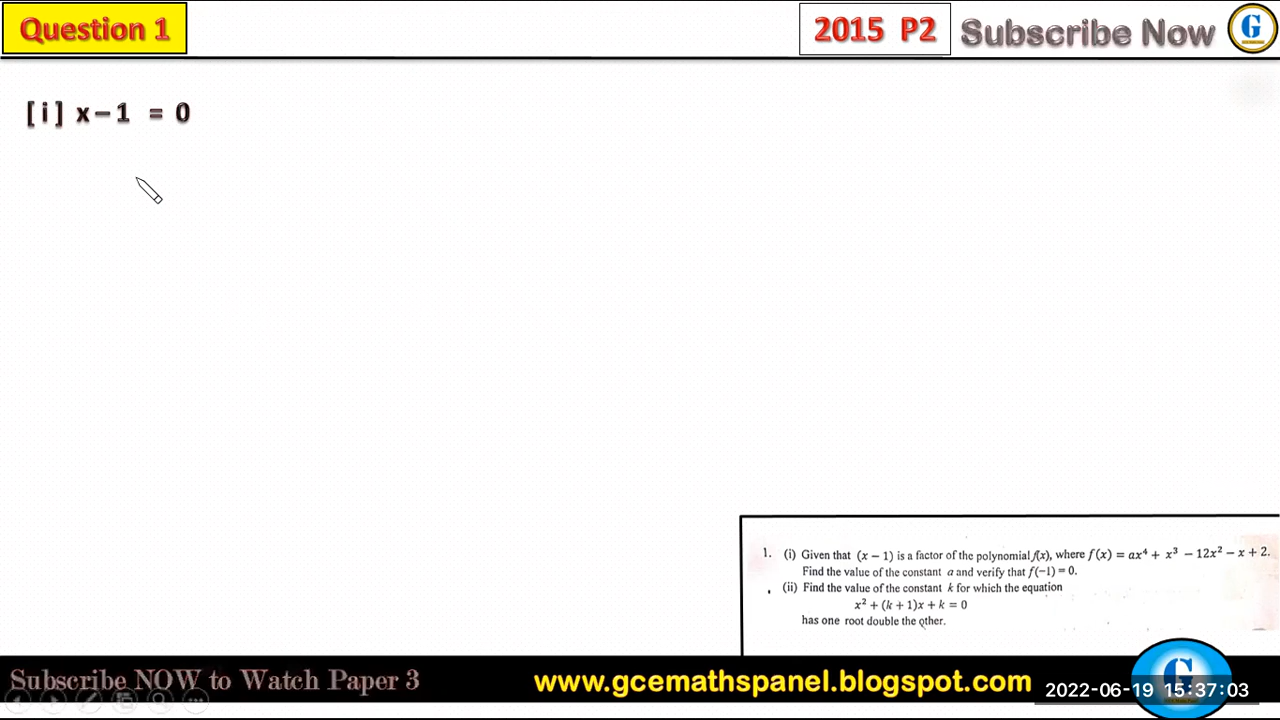 Question 1
2015 P2
Subscribe Now
G
[i] x – 1 = 0
1. (i) Given that (x − 1) is a factor of the polynomial f(x), where f(x) = ax⁴ + x³ − 12x² − x + 2.
Find the value of the constant a and verify that f(−1) = 0.
(ii) Find the value of the constant k for which the equation
x² + (k + 1)x + k = 0
has one root double the other.
Subscribe NOW to Watch Paper 3
www.gcemathspanel.blogspot.com
G
2022-06-19 15:37:03